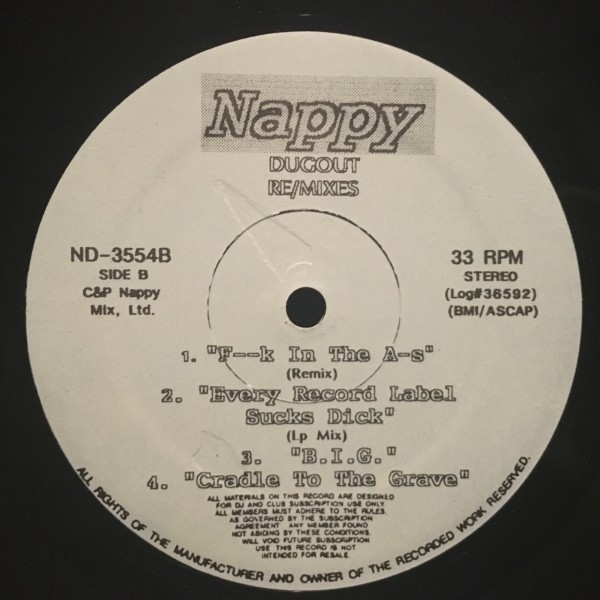 Nappy
DUGOUT
RE/MIXES
ND-3554B
SIDE B
C&P Nappy
Mix, Ltd.
33 RPM
STEREO
(Log#36592)
(BMI/ASCAP)
1. "F--k In The A-s"
(Remix)
2. "Every Record Label
Sucks Dick"
(Lp Mix)
3. "B.I.G."
4. "Cradle To The Grave"
ALL MATERIALS ON THIS RECORD ARE DESIGNED
FOR DJ AND CLUB SUBSCRIPTION USE ONLY
ALL MEMBERS MUST ADHERE TO THE RULES,
AS GOVERNED BY THE SUBSCRIPTION
AGREEMENT ANY MEMBER FOUND
NOT ABIDING BY THESE CONDITIONS
WILL VOID FUTURE SUBSCRIPTION
USE THIS RECORD IS NOT
INTENDED FOR RESALE
ALL RIGHTS OF THE MANUFACTURER AND OWNER OF THE RECORDED WORK RESERVED.